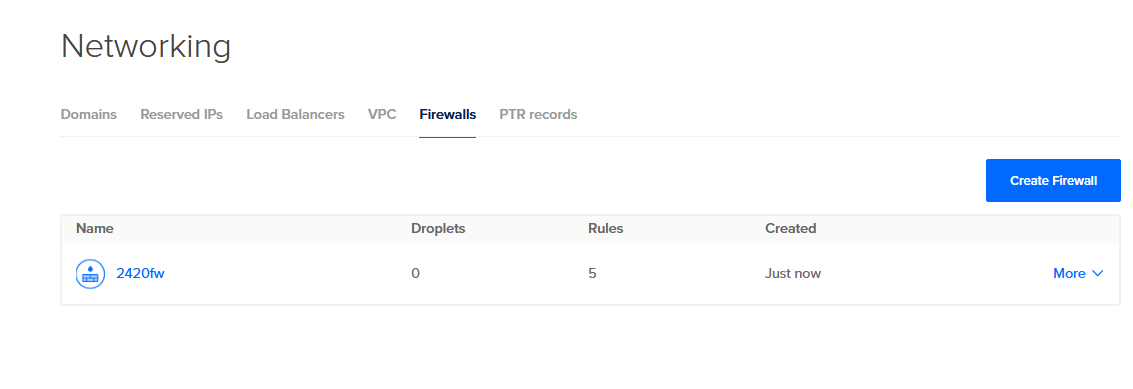 Networking
Domains Reserved IPs Load Balancers VPC Firewalls PTR records
Create Firewall
Name Droplets Rules Created
2420fw 0 5 Just now More